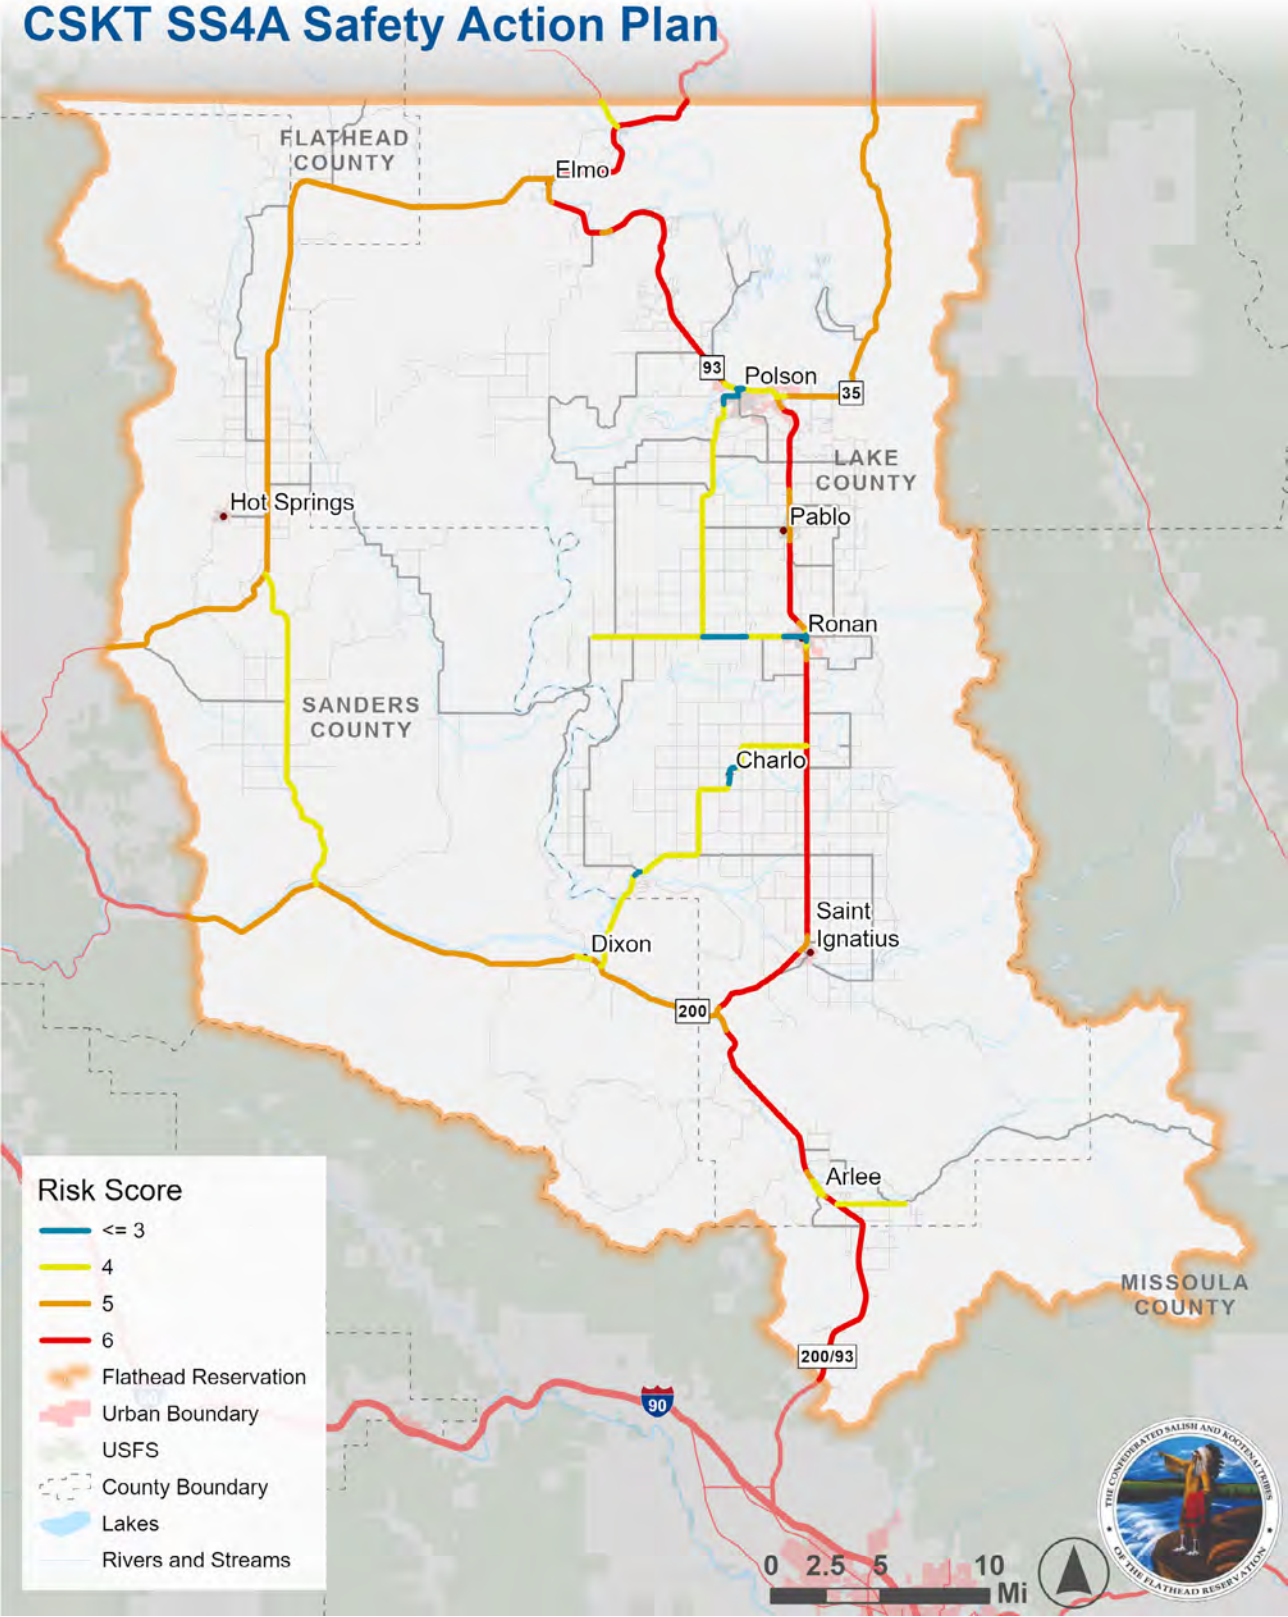 CSKT SS4A Safety Action Plan
FLATHEAD
COUNTY
Elmo
93
Polson
35
LAKE
COUNTY
Hot Springs
Pablo
Ronan
SANDERS
COUNTY
Charlo
Saint
Ignatius
Dixon
200
Arlee
MISSOULA
COUNTY
200/93
90
Risk Score
<= 3
4
5
6
Flathead Reservation
Urban Boundary
USFS
County Boundary
Lakes
Rivers and Streams
0 2.5 5 10
Mi
THE CONFEDERATED SALISH AND KOOTENAI TRIBES
OF THE FLATHEAD RESERVATION